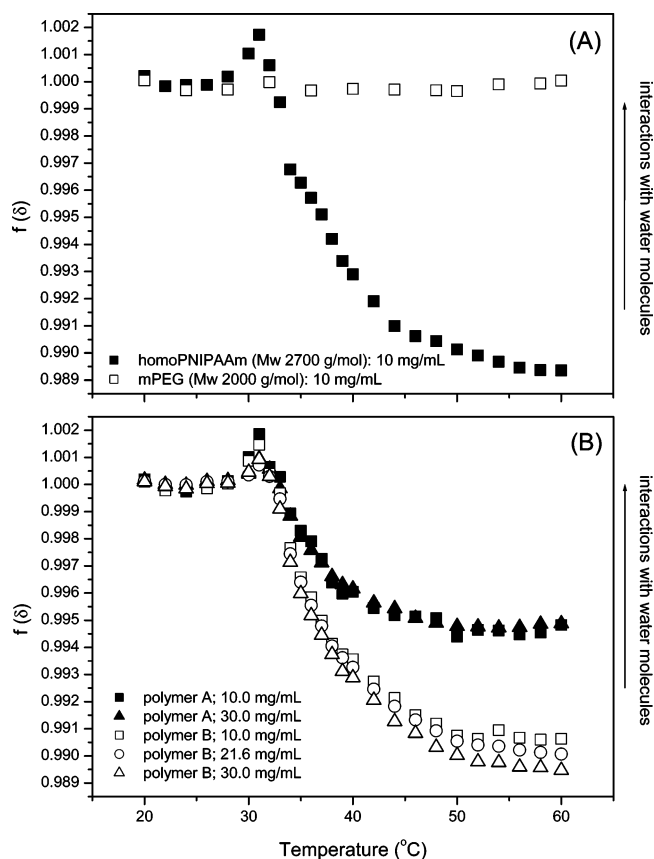 (A)
1.002
1.001
1.000
0.999
0.998
0.997
0.996
0.995
0.994
0.993
0.992
0.991
0.990
0.989
f (δ)
interactions with water molecules
homoPNIPAAm (Mw 2700 g/mol): 10 mg/mL
mPEG (Mw 2000 g/mol): 10 mg/mL
(B)
1.002
1.001
1.000
0.999
0.998
0.997
0.996
0.995
0.994
0.993
0.992
0.991
0.990
0.989
f (δ)
interactions with water molecules
polymer A; 10.0 mg/mL
polymer A; 30.0 mg/mL
polymer B; 10.0 mg/mL
polymer B; 21.6 mg/mL
polymer B; 30.0 mg/mL
20 30 40 50 60
Temperature (°C)